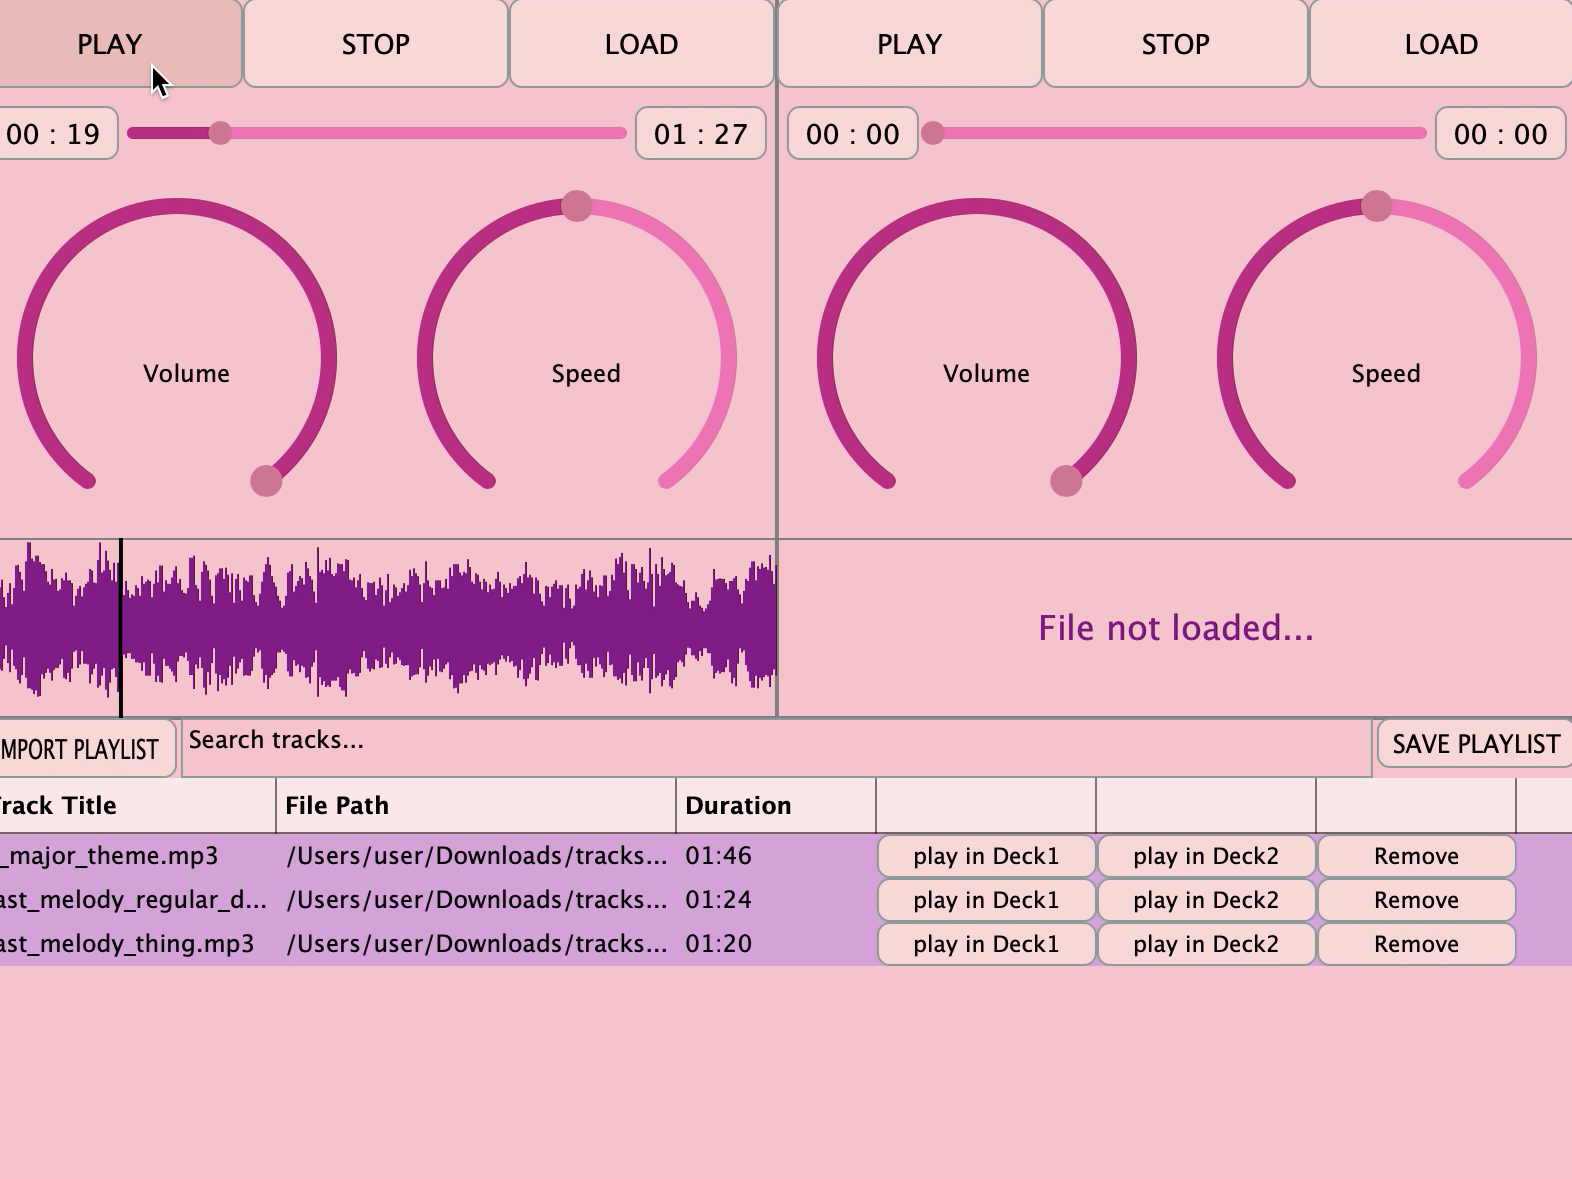 PLAY STOP LOAD PLAY STOP LOAD
00 : 19 01 : 27 00 : 00 00 : 00
Volume Speed Volume Speed
File not loaded...
MPORT PLAYLIST Search tracks... SAVE PLAYLIST
rack Title File Path Duration
_major_theme.mp3 /Users/user/Downloads/tracks... 01:46 play in Deck1 play in Deck2 Remove
ast_melody_regular_d... /Users/user/Downloads/tracks... 01:24 play in Deck1 play in Deck2 Remove
ast_melody_thing.mp3 /Users/user/Downloads/tracks... 01:20 play in Deck1 play in Deck2 Remove